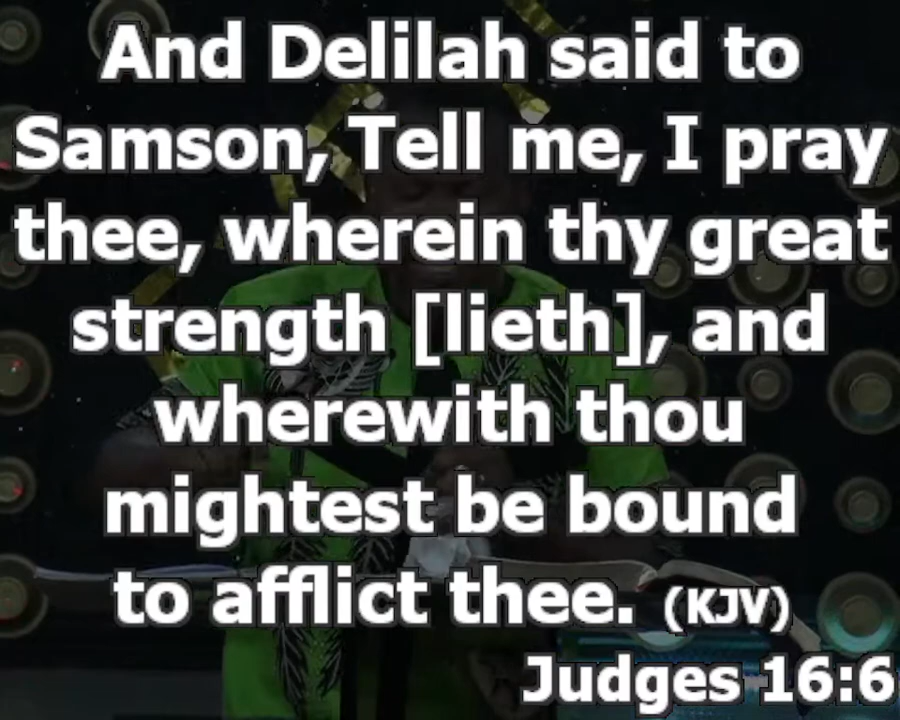 And Delilah said to
Samson, Tell me, I pray
thee, wherein thy great
strength [lieth], and
wherewith thou
mightest be bound
to afflict thee. (KJV)
Judges 16:6